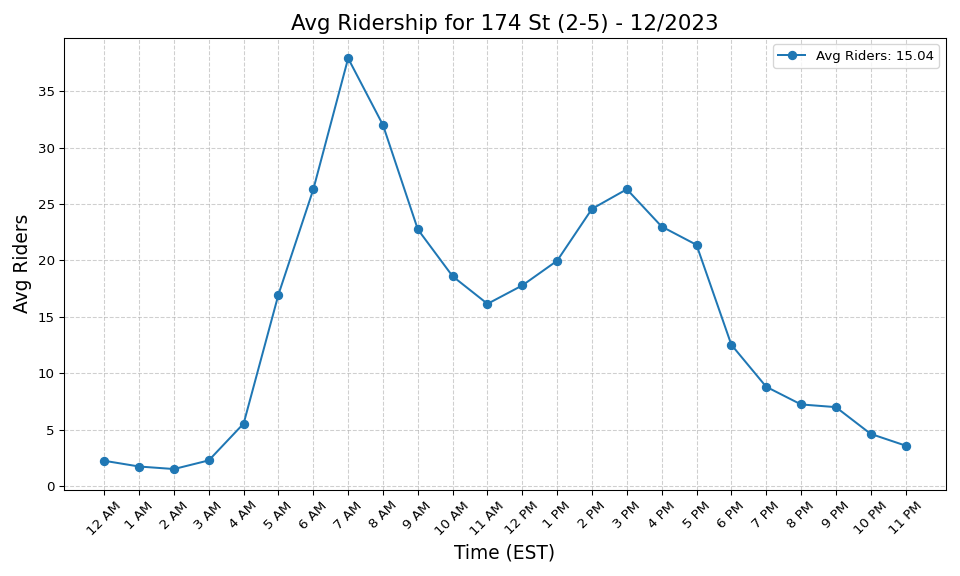 Avg Ridership for 174 St (2-5) - 12/2023
Avg Riders: 15.04
Avg Riders
35
30
25
20
15
10
5
0
12 AM
1 AM
2 AM
3 AM
4 AM
5 AM
6 AM
7 AM
8 AM
9 AM
10 AM
11 AM
12 PM
1 PM
2 PM
3 PM
4 PM
5 PM
6 PM
7 PM
8 PM
9 PM
10 PM
11 PM
Time (EST)